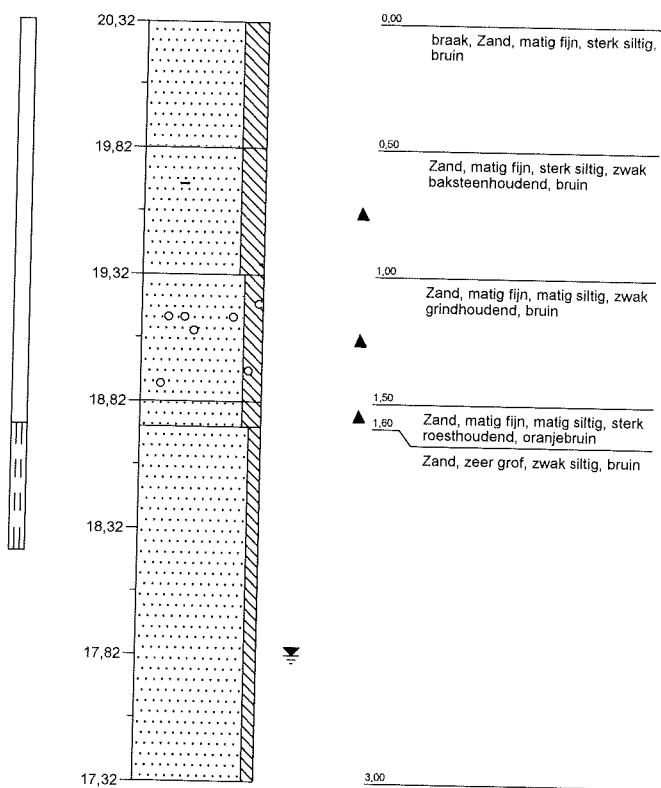 20,32
0,00
braak, Zand, matig fijn, sterk siltig,
bruin
19,82
0,50
Zand, matig fijn, sterk siltig, zwak
baksteenhoudend, bruin
19,32
1,00
Zand, matig fijn, matig siltig, zwak
grindhoudend, bruin
18,82
1,50
Zand, matig fijn, matig siltig, sterk
roesthoudend, oranjebruin
1,60
Zand, zeer grof, zwak siltig, bruin
18,32
17,82
17,32
3,00